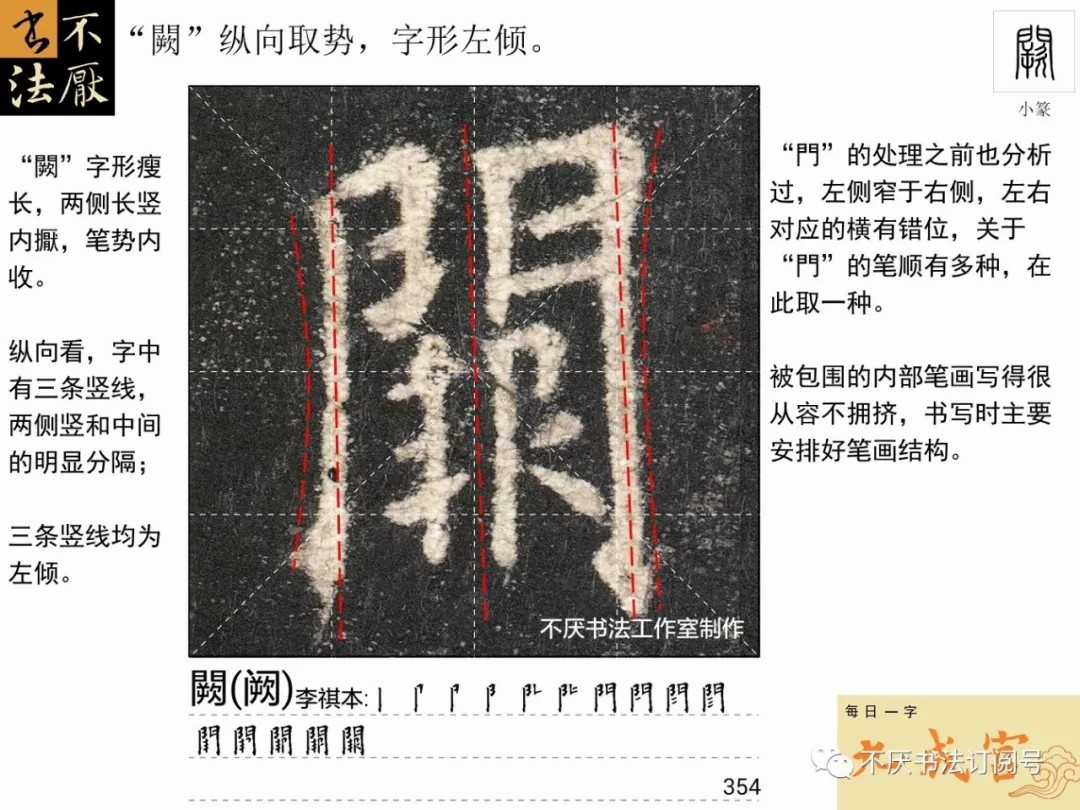 不厭书法
“闕”纵向取势，字形左倾。
闕
小篆
“闕”字形瘦
长，两侧长竖
内擫，笔势内
收。
纵向看，字中
有三条竖线，
两侧竖和中间
的明显分隔；
三条竖线均为
左倾。
闕
不厌书法工作室制作
“門”的处理之前也分析
过，左侧窄于右侧，左右
对应的横有错位，关于
“門”的笔顺有多种，在
此取一种。
被包围的内部笔画写得很
从容不拥挤，书写时主要
安排好笔画结构。
闕(阙)李祺本:
354
每日一字
九成宫
不厌书法订阅号